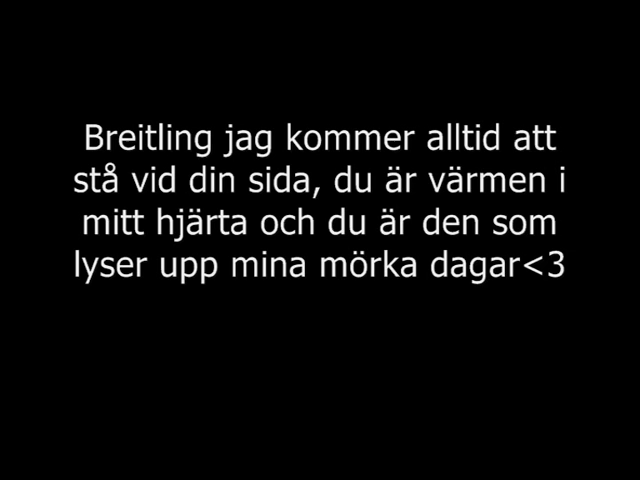 Breitling jag kommer alltid att
stå vid din sida, du är värmen i
mitt hjärta och du är den som
lyser upp mina mörka dagar<3